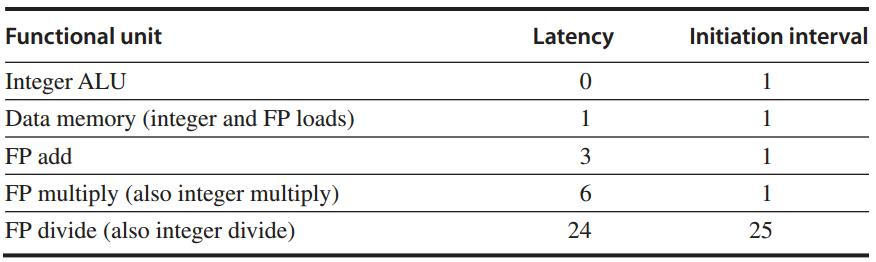 Functional unit Latency Initiation interval
Integer ALU 0 1
Data memory (integer and FP loads) 1 1
FP add 3 1
FP multiply (also integer multiply) 6 1
FP divide (also integer divide) 24 25